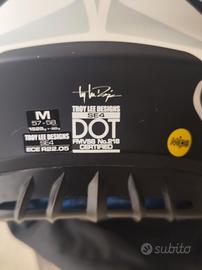 TROY LEE DESIGNS
SE4
DOT
FMVSS No.218
CERTIFIED
M
57-58
TROY LEE DESIGNS
SE4
ECE R22.05
subito